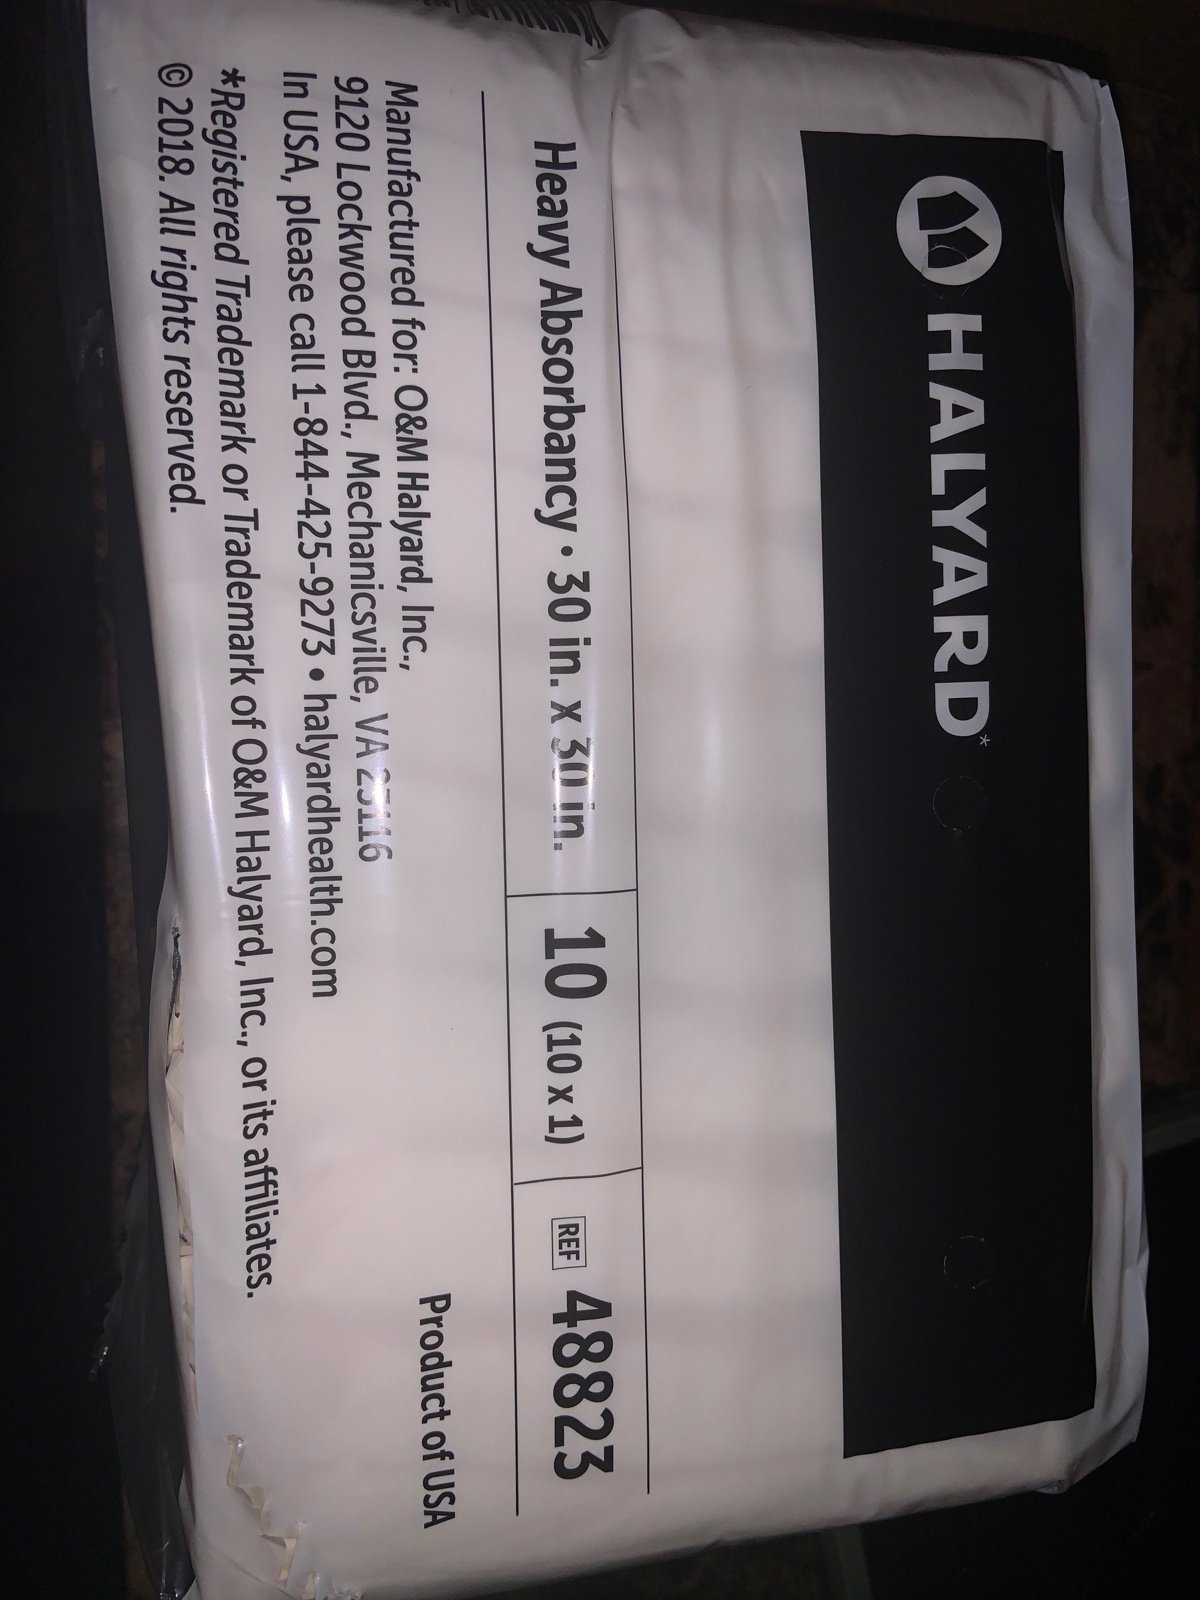 HALYARD*
Heavy Absorbancy • 30 in. x 30 in.
10 (10 x 1)
REF 48823
Manufactured for: O&M Halyard, Inc.,
9120 Lockwood Blvd., Mechanicsville, VA 23116
In USA, please call 1-844-425-9273 • halyardhealth.com
Product of USA
*Registered Trademark or Trademark of O&M Halyard, Inc., or its affiliates.
© 2018. All rights reserved.